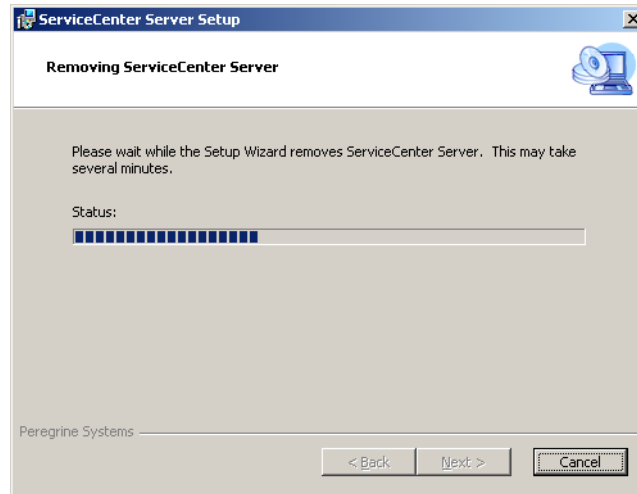 ServiceCenter Server Setup
Removing ServiceCenter Server
Please wait while the Setup Wizard removes ServiceCenter Server. This may take
several minutes.
Status:
Peregrine Systems
< Back Next > Cancel